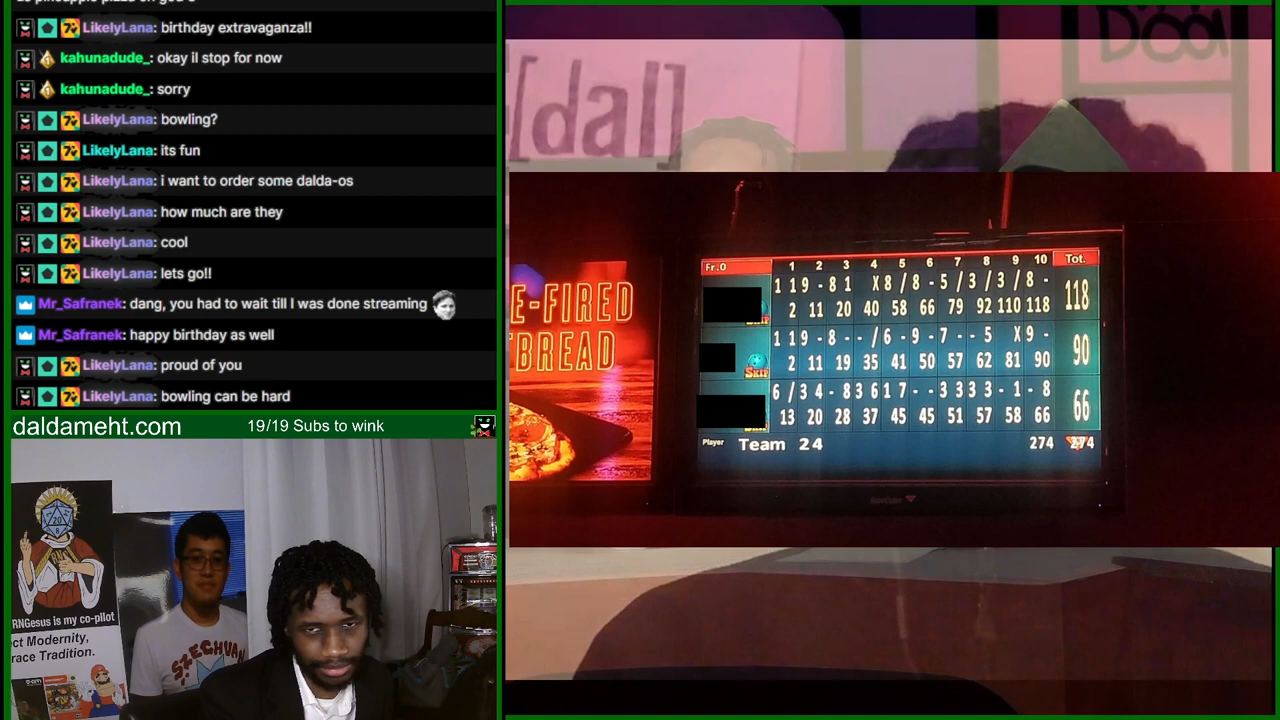 LikelyLana: birthday extravaganza!!
kahunadude_: okay il stop for now
kahunadude_: sorry
LikelyLana: bowling?
LikelyLana: its fun
LikelyLana: i want to order some dalda-os
LikelyLana: how much are they
LikelyLana: cool
LikelyLana: lets go!!
Mr_Safranek: dang, you had to wait till I was done streaming
Mr_Safranek: happy birthday as well
LikelyLana: proud of you
LikelyLana: bowling can be hard
daldameht.com 19/19 Subs to wink
20
RNGesus is my co-pilot
ct Modernity,
race Tradition.
STECHUAN
[dal]
DOOl
E-FIRED
TBREAD
Fr.0 1 2 3 4 5 6 7 8 9 10 Tot.
1 1 9 - 8 1 X 8 / 8 - 5 / 3 / 3 / 8 -
2 11 20 40 58 66 79 92 110 118 118
1 1 9 - 8 - - / 6 - 9 - 7 - - 5 X 9 -
2 11 19 35 41 50 57 62 81 90 90
SKIP
6 / 3 4 - 8 3 6 1 7 - - 3 3 3 3 - 1 - 8
13 20 28 37 45 45 51 57 58 66 66
Player Team 24 274 274